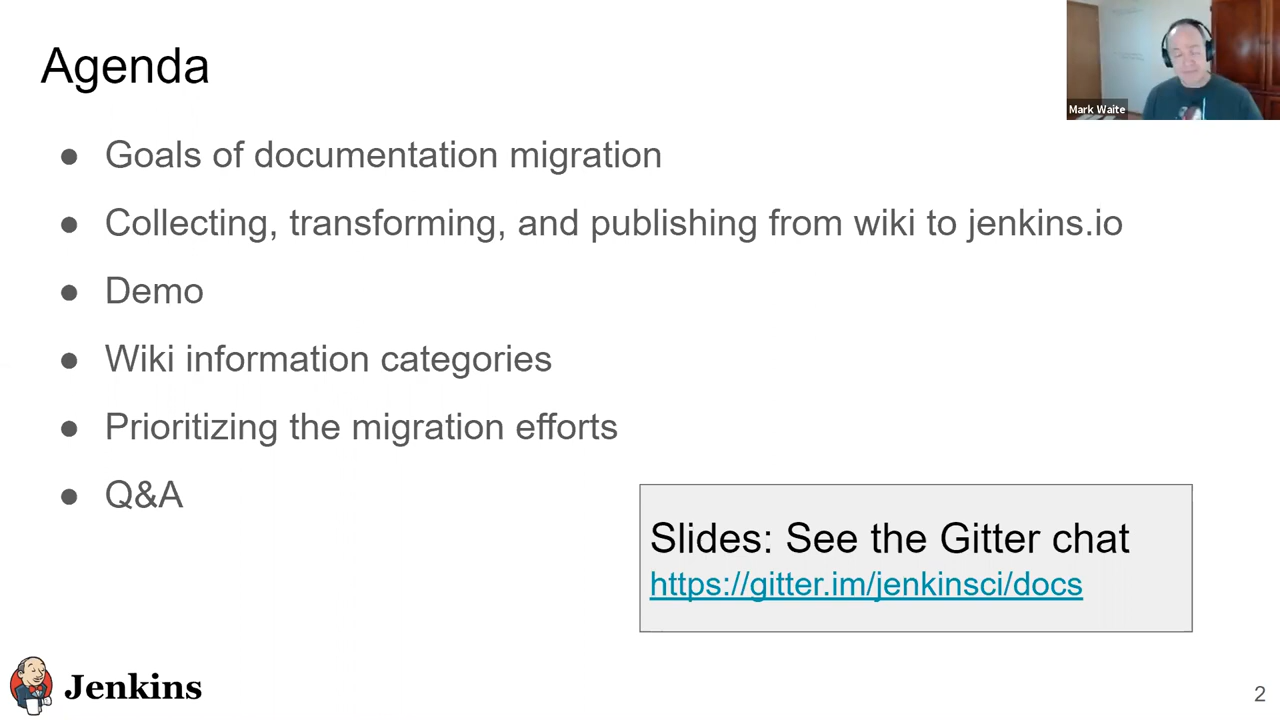 Agenda
Mark Waite
● Goals of documentation migration
● Collecting, transforming, and publishing from wiki to jenkins.io
● Demo
● Wiki information categories
● Prioritizing the migration efforts
● Q&A
Slides: See the Gitter chat
https://gitter.im/jenkinsci/docs
Jenkins
2